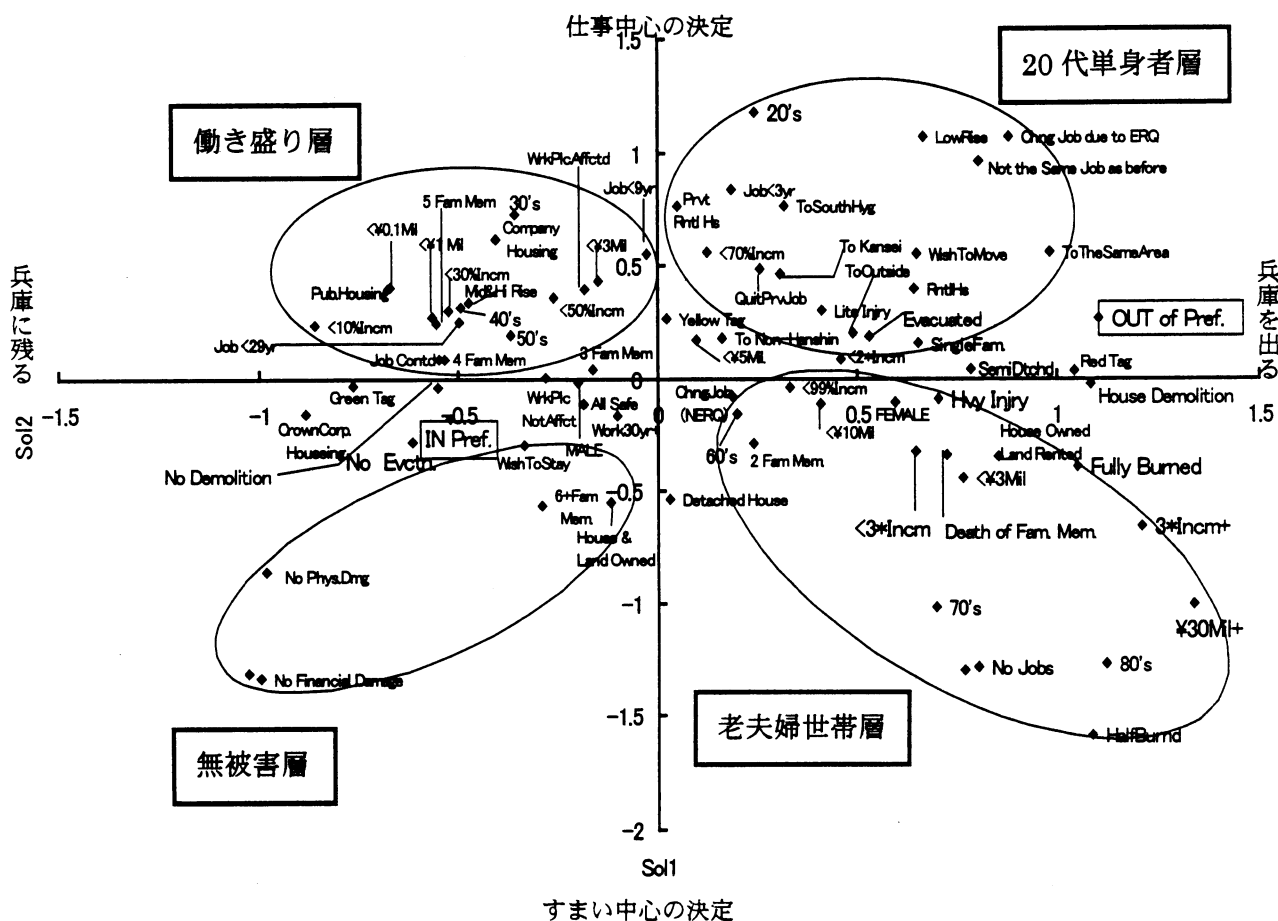 仕事中心の決定
1.5
20代単身者層
働き盛り層
20's
LowRise
Chng Job due to ERQ
WrkPlcAffctd
1
Not the Same Job as before
Job<9yr
5 Fam Mem
30's
Prvt
Rntl Hs
Job<3yr
ToSouthHyg
<¥0.1Mil
<¥1 Mil
Company
Housing
<¥3Mil
<70%Incm
To Kansei
WishToMove
ToTheSameArea
<30%Incm
0.5
QuitPrvJob
ToOutside
RntlHs
兵庫に残る
兵庫を出る
Pub.Housing
Mid&Hi Rise
<50%Incm
Lite Injry
<10%Incm
40's
Yellow Tag
Evacuated
OUT of Pref.
50's
To Non-Hanshin
SingleFam.
Job<29yr
3 Fam Mem
<¥5Mil
<2*Incm
Job Contd
4 Fam Mem
SemiDtchd
Red Tag
0
-1.5
-1
-0.5
0
0.5
1
1.5
Sol2
Green Tag
WrkPlc
NotAffct
All Safe
ChngJob
(NERQ)
<99%Incm
FEMALE
Hvy Injry
House Demolition
CrownCorp.
Houseing
IN Pref.
MALE
Work30yr
<¥10Mil
House Owned
Land Rented
No Demolition
No Evctn.
WishToStay
60's
2 Fam Mem.
<¥3Mil
Fully Burned
-0.5
6+Fam
Mem.
Detached House
House &
Land Owned
<3*Incm
Death of Fam. Mem.
3*Incm+
No Phys.Dmg
-1
70's
¥30Mil+
No Financial Damage
No Jobs
80's
-1.5
無被害層
老夫婦世帯層
HalfBurnd
-2
Sol1
すまい中心の決定